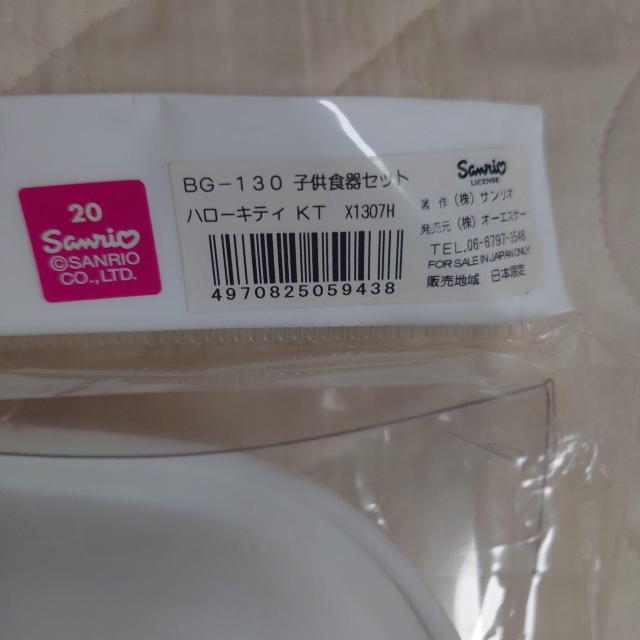 20
Sanrio
©SANRIO
CO.,LTD.
BG-130 子供食器セット
ハローキティ KT X1307H
4970825059438
Sanrio
LICENSE
著 作 (株) サンリオ
発売元 (株) オーエスケー
TEL.06-6797-3546
FOR SALE IN JAPAN ONLY
販売地域 日本限定